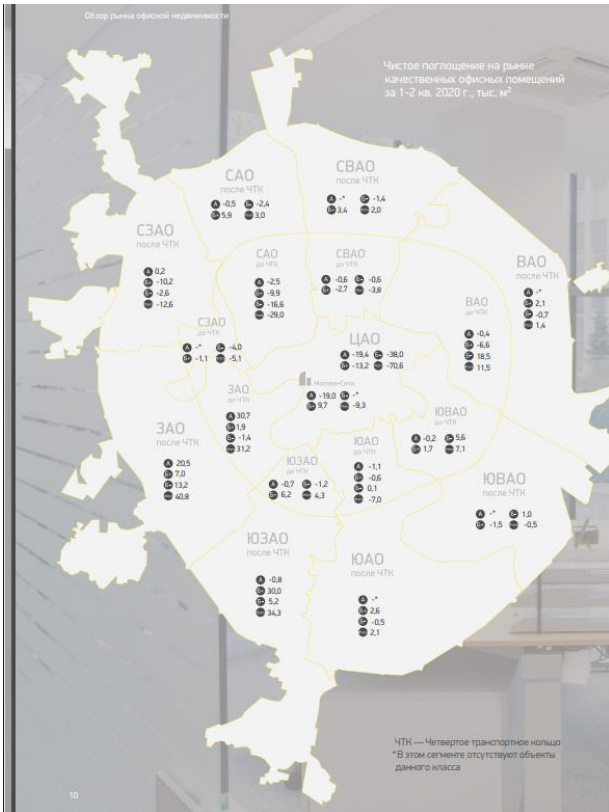 Обзор рынка офисной недвижимости
Чистое поглощение на рынке
качественных офисных помещений
за 1-2 кв. 2020 г., тыс. м²
САО
после ЧТК
А -0,5 Б- -2,4
Б+ 5,9 3,0
СВАО
после ЧТК
А -* Б- -1,4
Б+ 3,4 2,0
СЗАО
после ЧТК
А 0,2
Б+ -10,2
Б- -2,6
-12,6
САО
до ЧТК
А -2,5
Б+ -9,9
Б- -16,6
-29,0
СВАО
до ЧТК
А -0,6 Б- -0,6
Б+ -2,7 -3,8
ВАО
после ЧТК
А -*
Б+ 2,1
Б- -0,7
1,4
ВАО
до ЧТК
А -0,4
Б+ -6,6
Б- 18,5
11,5
СЗАО
до ЧТК
А -* Б- -4,0
Б+ -1,1 -5,1
ЦАО
А -19,4 Б- -38,0
Б+ -13,2 -70,6
Москва-Сити
А -19,0 Б- -*
Б+ 9,7 -9,3
ЗАО
до ЧТК
А 30,7
Б+ 1,9
Б- -1,4
31,2
ЗАО
после ЧТК
А 20,5
Б+ 7,0
Б- 13,2
40,8
ЮВАО
до ЧТК
А -0,2 Б- 5,6
Б+ 1,7 7,1
ЮЗАО
до ЧТК
А -0,7 Б- -1,2
Б+ 6,2 4,3
ЮАО
до ЧТК
А -1,1
Б+ -0,6
Б- 0,1
-7,0
ЮВАО
после ЧТК
А -* Б- 1,0
Б+ -1,5 -0,5
ЮЗАО
после ЧТК
А -0,8
Б+ 30,0
Б- 5,2
34,3
ЮАО
после ЧТК
А -*
Б+ 2,6
Б- -0,5
2,1
ЧТК — Четвертое транспортное кольцо
*В этом сегменте отсутствуют объекты
данного класса
10